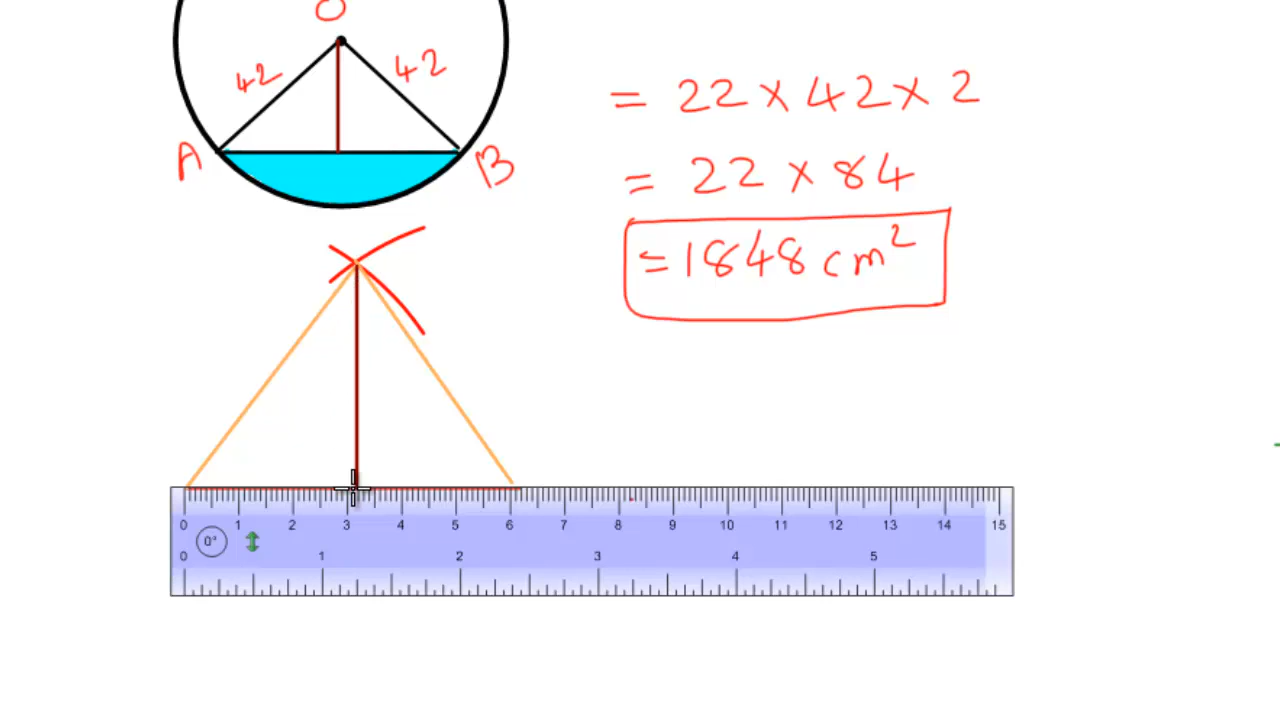 O
42 42
A B
= 22 × 42 × 2
= 22 × 84
= 1848 cm²
0 1 2 3 4 5 6 7 8 9 10 11 12 13 14 15
0°
0 1 2 3 4 5